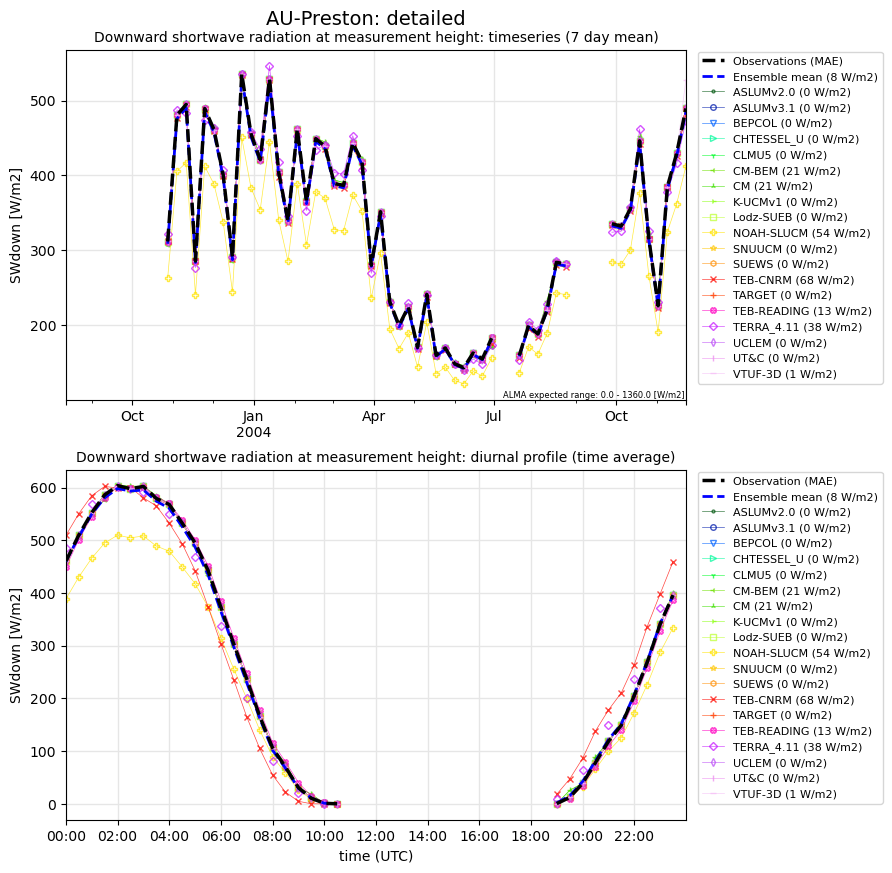 AU-Preston: detailed
Downward shortwave radiation at measurement height: timeseries (7 day mean)
SWdown [W/m2]
500
400
300
200
Oct
Jan
2004
Apr
Jul
Oct
ALMA expected range: 0.0 - 1360.0 [W/m2]
Observations (MAE)
Ensemble mean (8 W/m2)
ASLUMv2.0 (0 W/m2)
ASLUMv3.1 (0 W/m2)
BEPCOL (0 W/m2)
CHTESSEL_U (0 W/m2)
CLMU5 (0 W/m2)
CM-BEM (21 W/m2)
CM (21 W/m2)
K-UCMv1 (0 W/m2)
Lodz-SUEB (0 W/m2)
NOAH-SLUCM (54 W/m2)
SNUUCM (0 W/m2)
SUEWS (0 W/m2)
TEB-CNRM (68 W/m2)
TARGET (0 W/m2)
TEB-READING (13 W/m2)
TERRA_4.11 (38 W/m2)
UCLEM (0 W/m2)
UT&C (0 W/m2)
VTUF-3D (1 W/m2)
Downward shortwave radiation at measurement height: diurnal profile (time average)
SWdown [W/m2]
600
500
400
300
200
100
0
00:00 02:00 04:00 06:00 08:00 10:00 12:00 14:00 16:00 18:00 20:00 22:00
time (UTC)
Observation (MAE)
Ensemble mean (8 W/m2)
ASLUMv2.0 (0 W/m2)
ASLUMv3.1 (0 W/m2)
BEPCOL (0 W/m2)
CHTESSEL_U (0 W/m2)
CLMU5 (0 W/m2)
CM-BEM (21 W/m2)
CM (21 W/m2)
K-UCMv1 (0 W/m2)
Lodz-SUEB (0 W/m2)
NOAH-SLUCM (54 W/m2)
SNUUCM (0 W/m2)
SUEWS (0 W/m2)
TEB-CNRM (68 W/m2)
TARGET (0 W/m2)
TEB-READING (13 W/m2)
TERRA_4.11 (38 W/m2)
UCLEM (0 W/m2)
UT&C (0 W/m2)
VTUF-3D (1 W/m2)